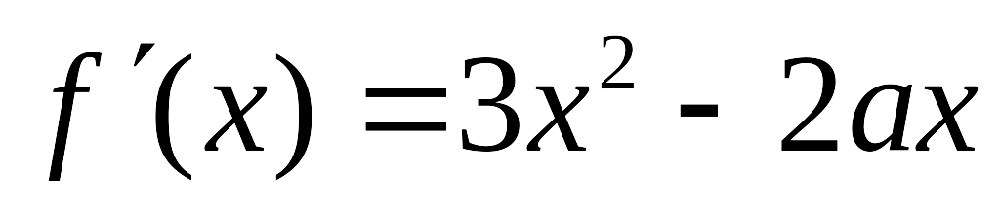 f ′(x) =3x² - 2ax